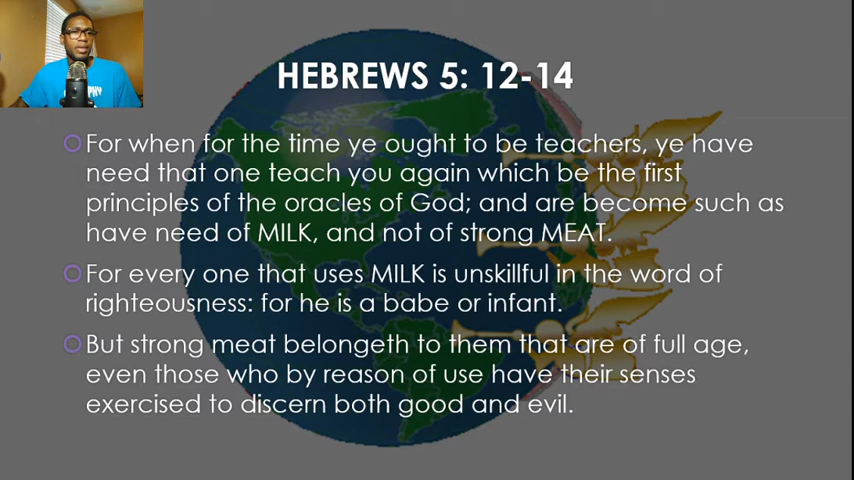 HEBREWS 5: 12-14
For when for the time ye ought to be teachers, ye have
need that one teach you again which be the first
principles of the oracles of God; and are become such as
have need of MILK, and not of strong MEAT.
For every one that uses MILK is unskillful in the word of
righteousness: for he is a babe or infant.
But strong meat belongeth to them that are of full age,
even those who by reason of use have their senses
exercised to discern both good and evil.